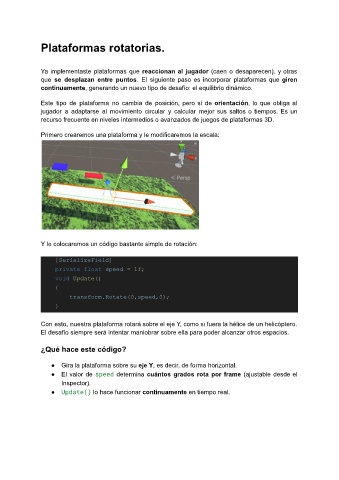 Plataformas rotatorias.
Ya implementaste plataformas que reaccionan al jugador (caen o desaparecen), y otras
que se desplazan entre puntos. El siguiente paso es incorporar plataformas que giren
continuamente, generando un nuevo tipo de desafío: el equilibrio dinámico.
Este tipo de plataforma no cambia de posición, pero sí de orientación, lo que obliga al
jugador a adaptarse al movimiento circular y calcular mejor sus saltos o tiempos. Es un
recurso frecuente en niveles intermedios o avanzados de juegos de plataformas 3D.
Primero crearemos una plataforma y le modificaremos la escala:
< Persp
Y le colocaremos un código bastante simple de rotación:
[SerializeField]
private float speed = 1f;
void Update()
{
transform.Rotate(0,speed,0);
}
Con esto, nuestra plataforma rotará sobre el eje Y, como si fuera la hélice de un helicóptero.
El desafío siempre será intentar maniobrar sobre ella para poder alcanzar otros espacios.
¿Qué hace este código?
● Gira la plataforma sobre su eje Y, es decir, de forma horizontal.
● El valor de speed determina cuántos grados rota por frame (ajustable desde el
Inspector).
● Update() lo hace funcionar continuamente en tiempo real.